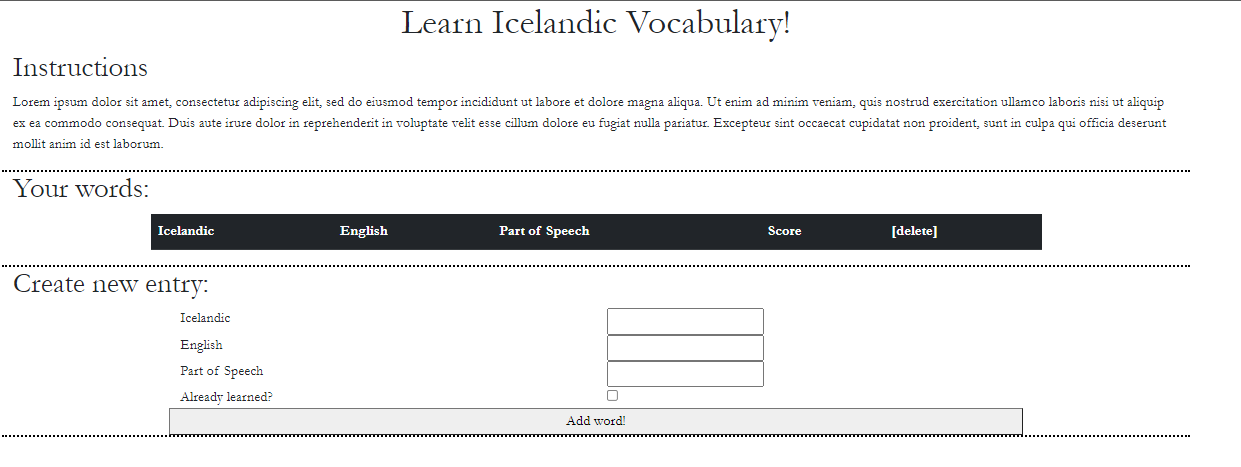 Learn Icelandic Vocabulary!
Instructions
Lorem ipsum dolor sit amet, consectetur adipiscing elit, sed do eiusmod tempor incididunt ut labore et dolore magna aliqua. Ut enim ad minim veniam, quis nostrud exercitation ullamco laboris nisi ut aliquip
ex ea commodo consequat. Duis aute irure dolor in reprehenderit in voluptate velit esse cillum dolore eu fugiat nulla pariatur. Excepteur sint occaecat cupidatat non proident, sunt in culpa qui officia deserunt
mollit anim id est laborum.
Your words:
Icelandic English Part of Speech Score [delete]
Create new entry:
Icelandic
English
Part of Speech
Already learned?
Add word!